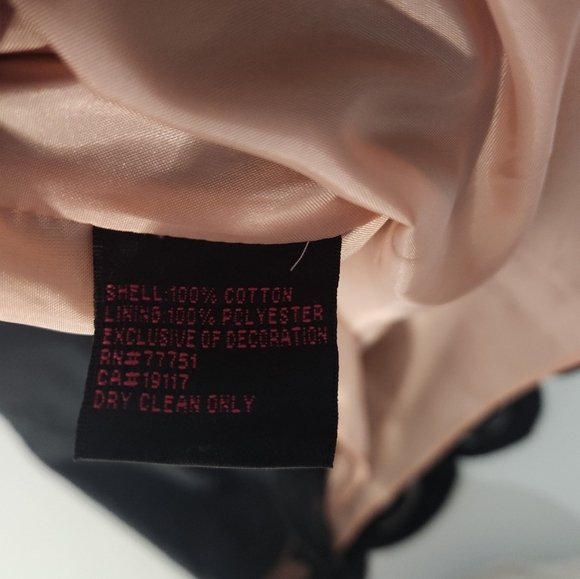 SHELL:100% COTTON
LINING:100% POLYESTER
EXCLUSIVE OF DECORATION
RN#77751
CA#19117
DRY CLEAN ONLY